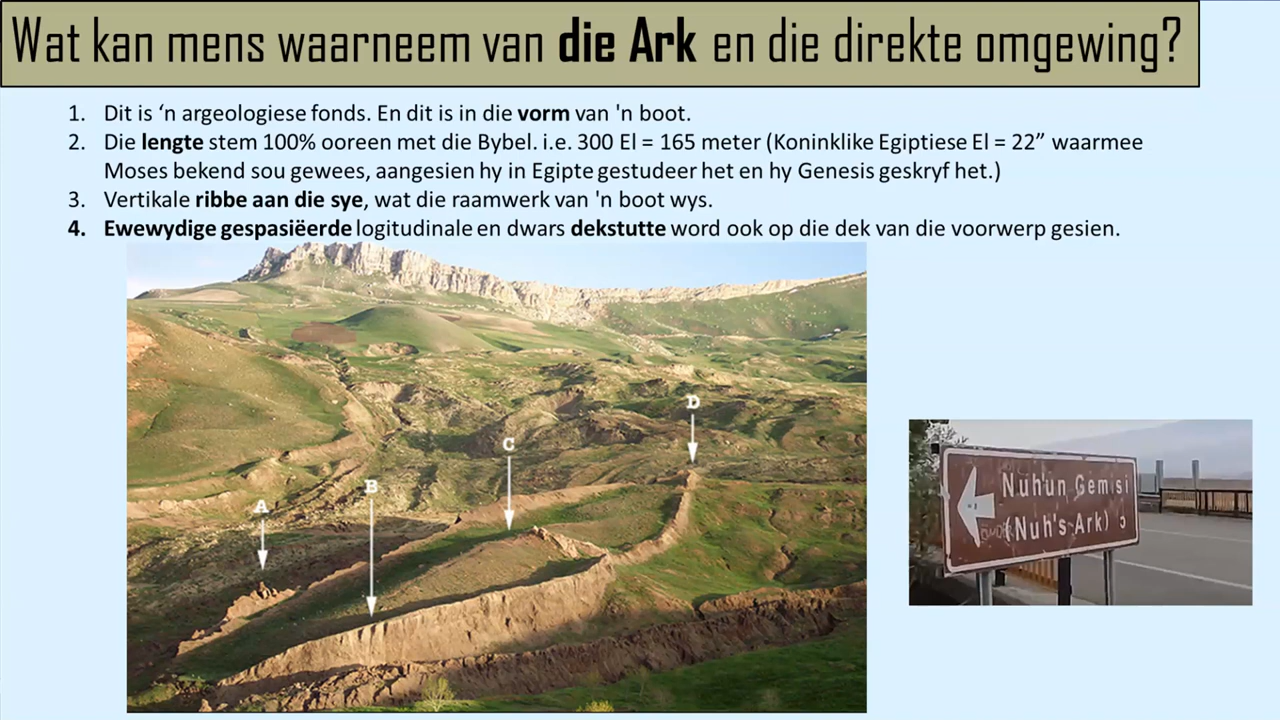 Wat kan mens waarneem van die Ark en die direkte omgewing?
1. Dit is ‘n argeologiese fonds. En dit is in die vorm van 'n boot.
2. Die lengte stem 100% ooreen met die Bybel. i.e. 300 El = 165 meter (Koninklike Egiptiese El = 22” waarmee
Moses bekend sou gewees, aangesien hy in Egipte gestudeer het en hy Genesis geskryf het.)
3. Vertikale ribbe aan die sye, wat die raamwerk van 'n boot wys.
4. Ewewydige gespasiëerde logitudinale en dwars dekstutte word ook op die dek van die voorwerp gesien.
D
C
B
A
Nuhun Gemisi
(Nuh's Ark) 5